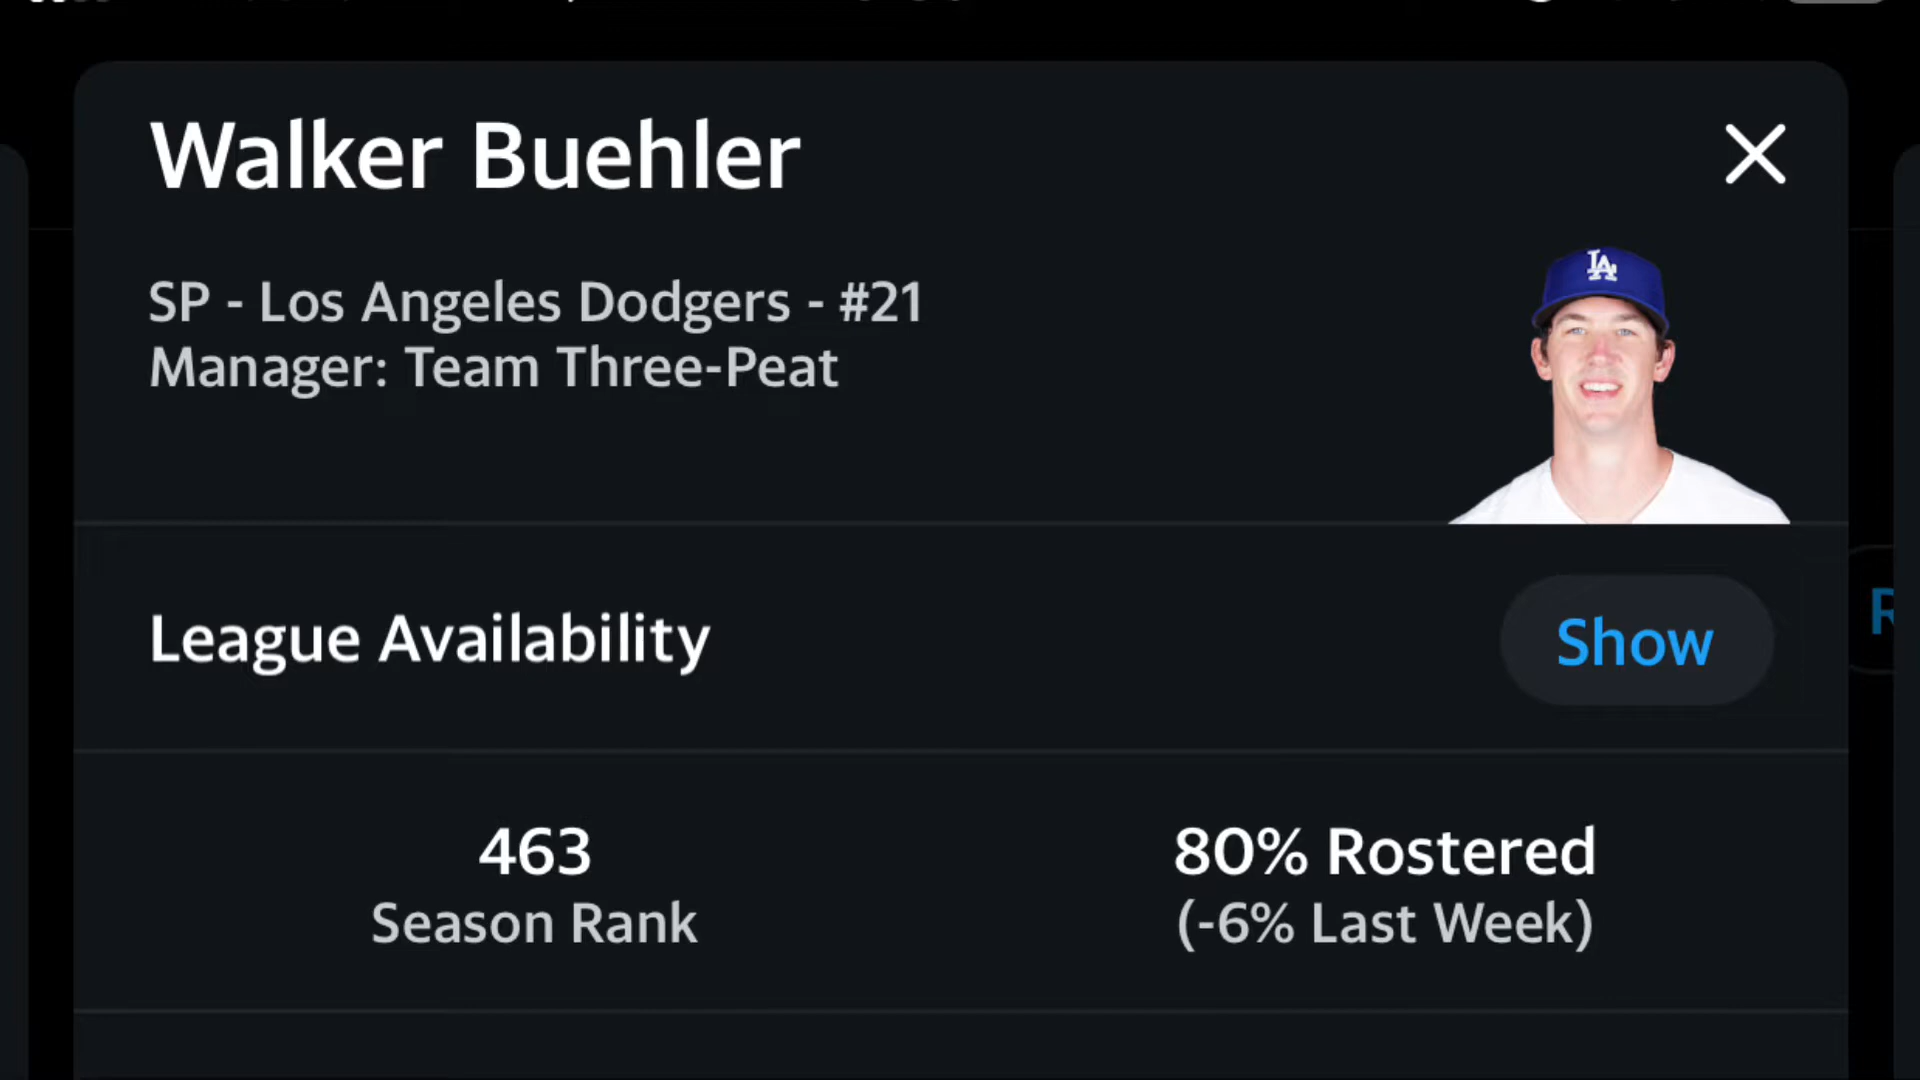 Walker Buehler
LA
SP - Los Angeles Dodgers - #21
Manager: Team Three-Peat
League Availability
Show
R
463
80% Rostered
Season Rank
(-6% Last Week)